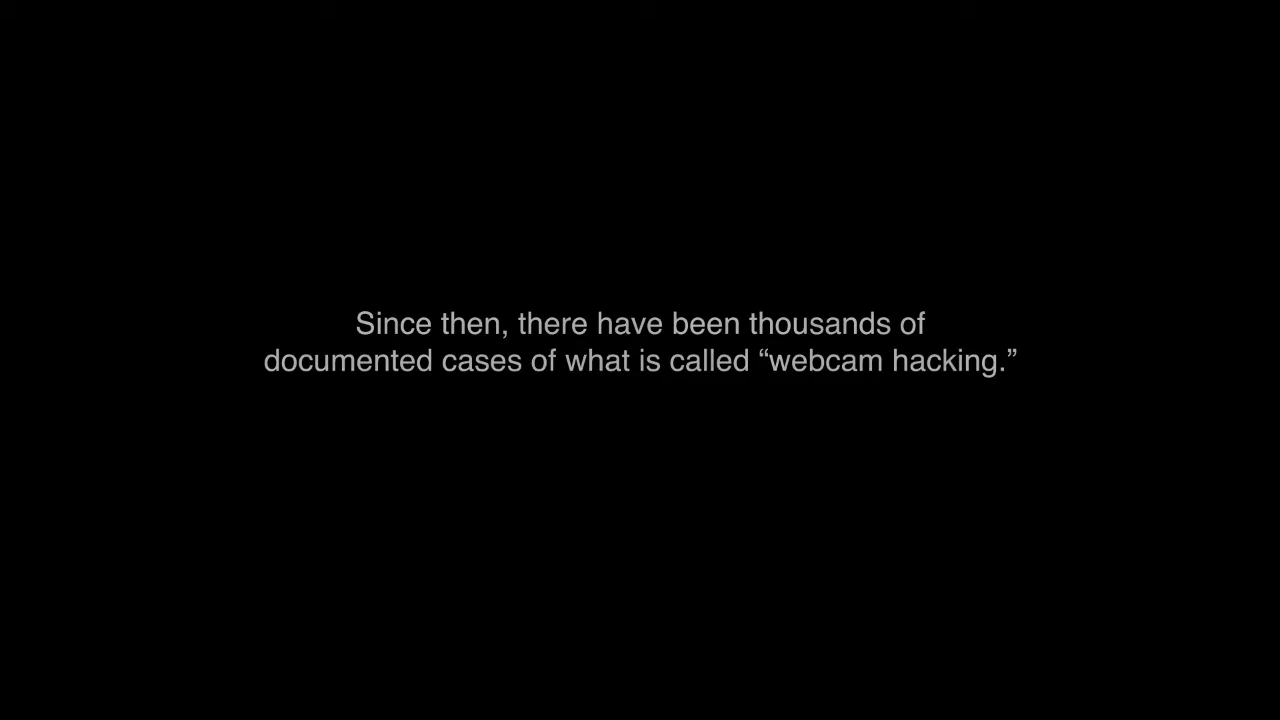 Since then, there have been thousands of
documented cases of what is called “webcam hacking.”